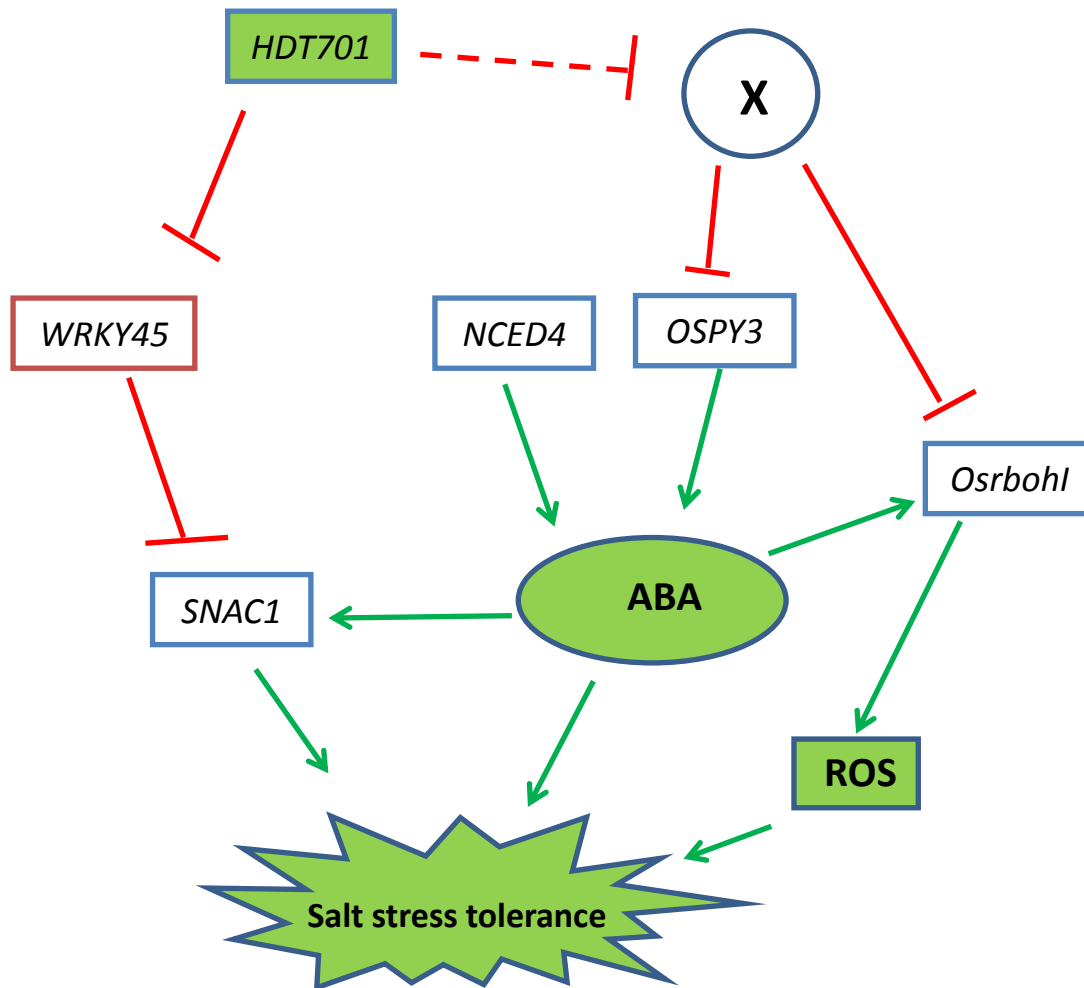 HDT701
X
WRKY45
NCED4
OSPY3
OsrbohI
ABA
SNAC1
ROS
Salt stress tolerance